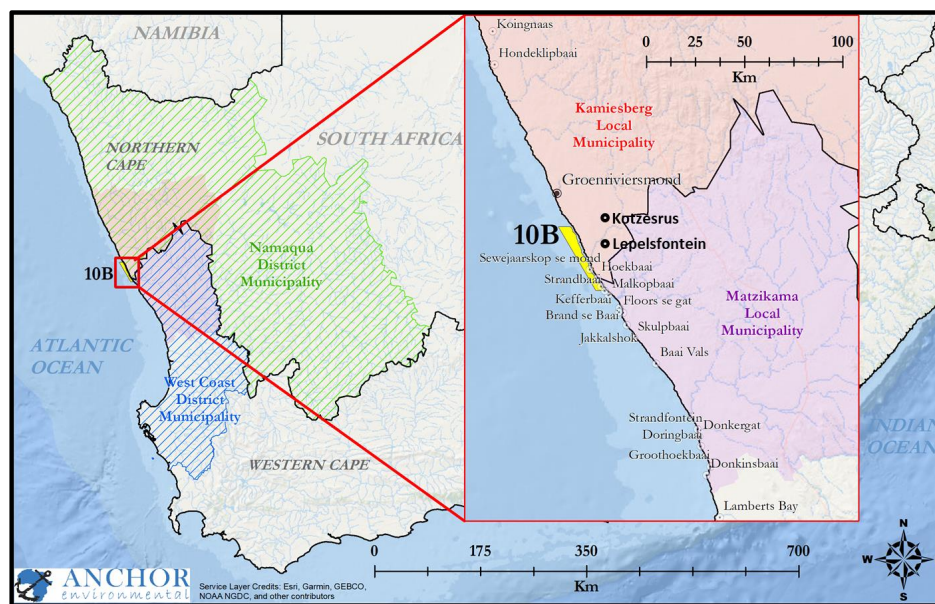 NAMIBIA
SOUTH AFRICA
NORTHERN
CAPE
Namaqua
District
Municipality
10B
ATLANTIC
OCEAN
West Coast
District
Municipality
WESTERN CAPE
Koingnaas
Hondeklipbaai
0 25 50 100
Km
Kamiesberg
Local
Municipality
Groenriviersmond
Kotzesrus
10B
Lepelsfontein
Sewejaarskop se mond
Hoekbaai
Strandbaai
Malkopbaai
Kefferbaai
Floors se gat
Brand se Baai
Matzikama
Local
Municipality
Skulpbaai
Jakkalshok
Baai Vals
Strandfontein
Donkergat
Doringbaai
Groothoekbaai
Donkinsbaai
Lamberts Bay
INDIAN
OCEAN
0 175 350 700
Km
N
W E
S
ANCHOR
environmental
Service Layer Credits: Esri, Garmin, GEBCO,
NOAA NGDC, and other contributors